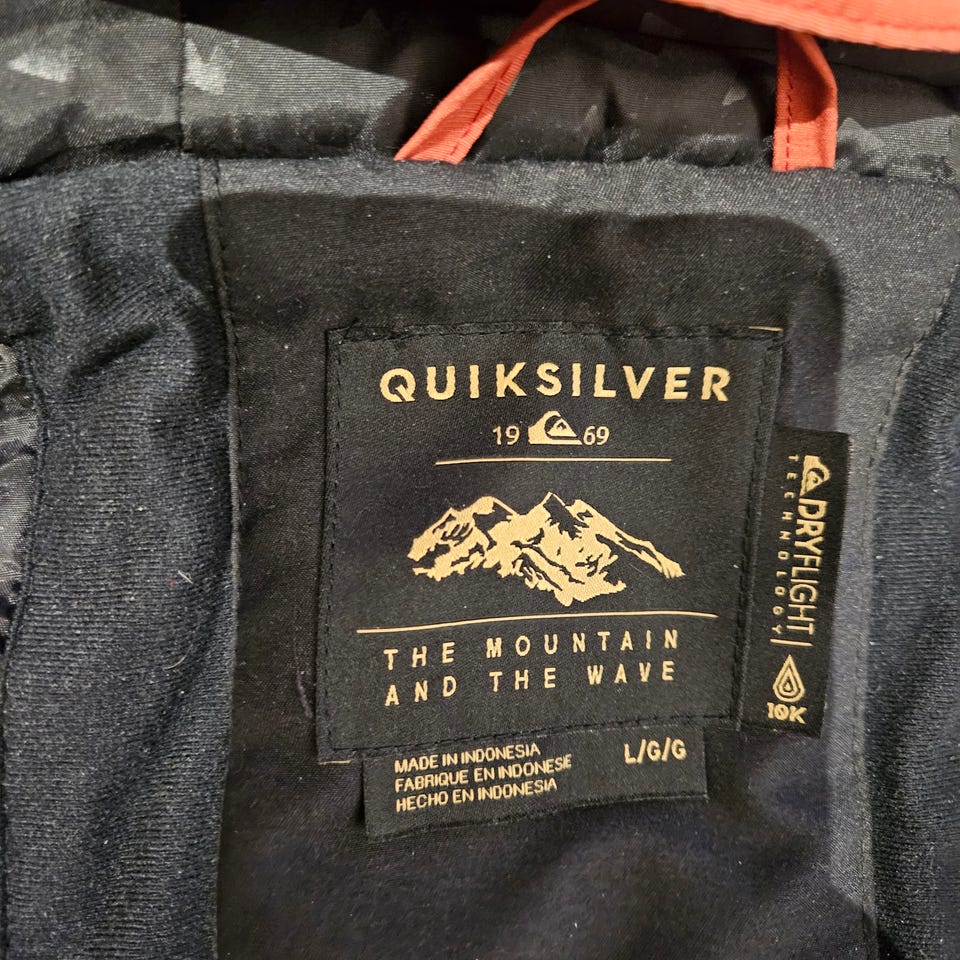 QUIKSILVER
19 69
THE MOUNTAIN
AND THE WAVE
DRYFLIGHT
TECHNOLOGY
10K
MADE IN INDONESIA
FABRIQUE EN INDONESIE
HECHO EN INDONESIA
L/G/G